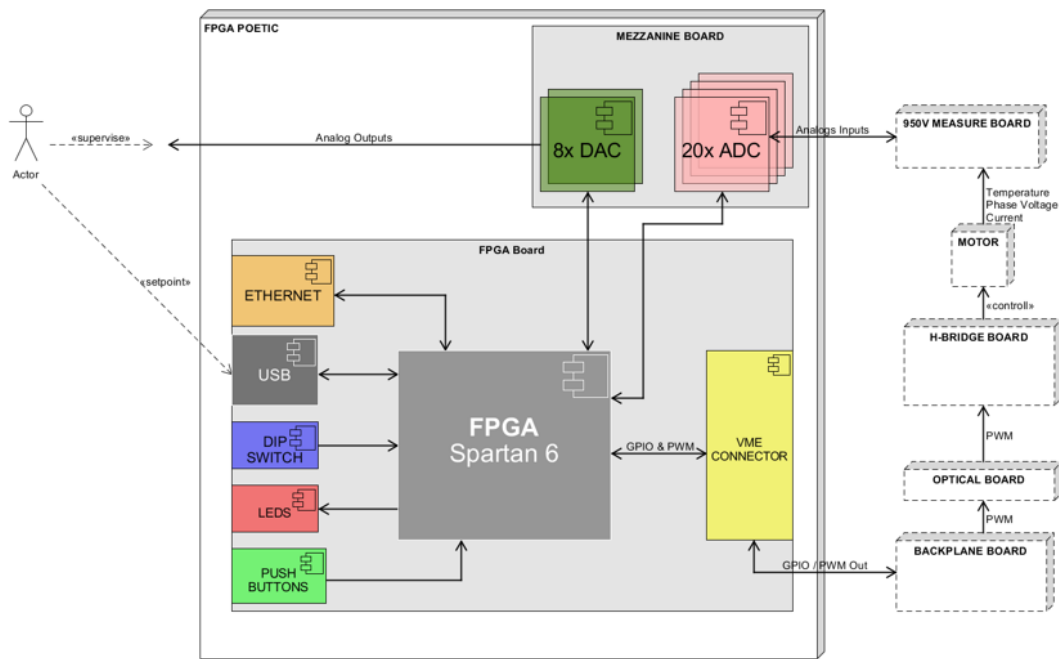 FPGA POETIC
MEZZANINE BOARD
8x DAC
20x ADC
Analogs Inputs
950V MEASURE BOARD
«supervise»
Analog Outputs
Actor
Temperature
Phase Voltage
Current
MOTOR
FPGA Board
«setpoint»
ETHERNET
«controll»
H-BRIDGE BOARD
USB
FPGA
Spartan 6
DIP
SWITCH
GPIO & PWM
VME
CONNECTOR
PWM
OPTICAL BOARD
LEDS
PWM
BACKPLANE BOARD
PUSH
BUTTONS
GPIO / PWM Out